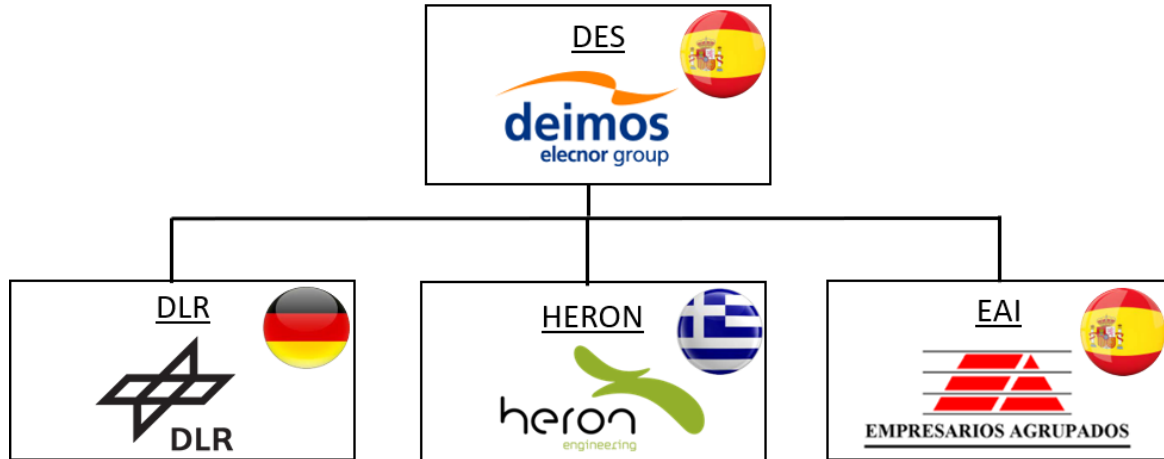 DES
deimos
elecnor group
DLR
DLR
HERON
heron
engineering
EAI
EMPRESARIOS AGRUPADOS